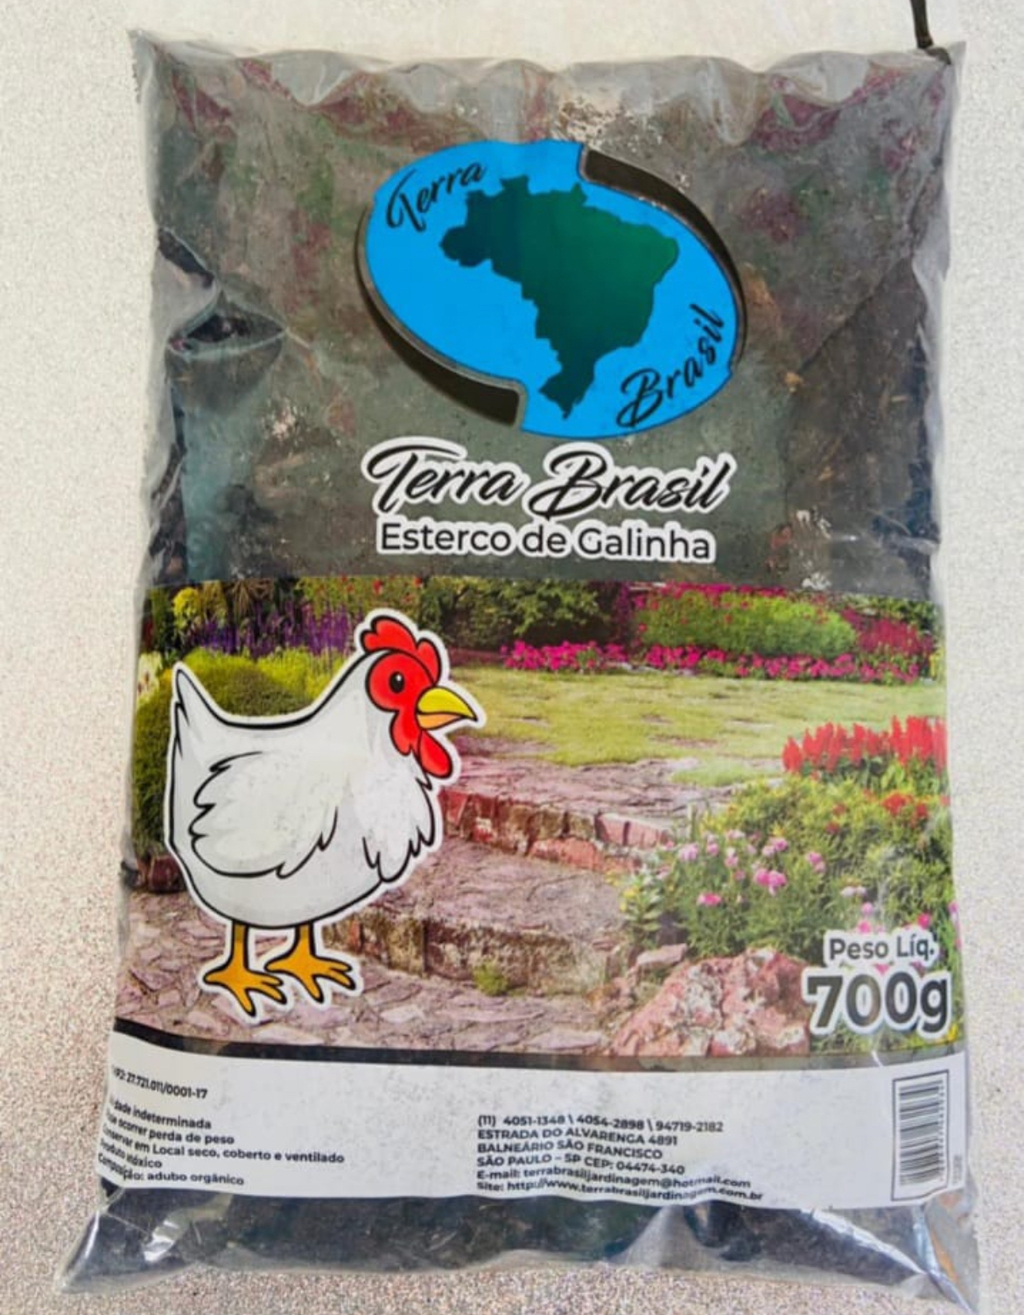 Terra
Brasil
Terra Brasil
Esterco de Galinha
Peso Líq.
700g
27.721.011/0001-17
indeterminada
ocorrer perda de peso
em Local seco, coberto e ventilado
adubo orgânico
(11) 4051-1348 \ 4054-2898 \ 94719-2182
ESTRADA DO ALVARENGA 4891
BALNEÁRIO SÃO FRANCISCO
SÃO PAULO – SP CEP: 04474-340
E-mail: terrabrasiljardinagem@hotmail.com
Site: http://www.terrabrasiljardinagem.com.br